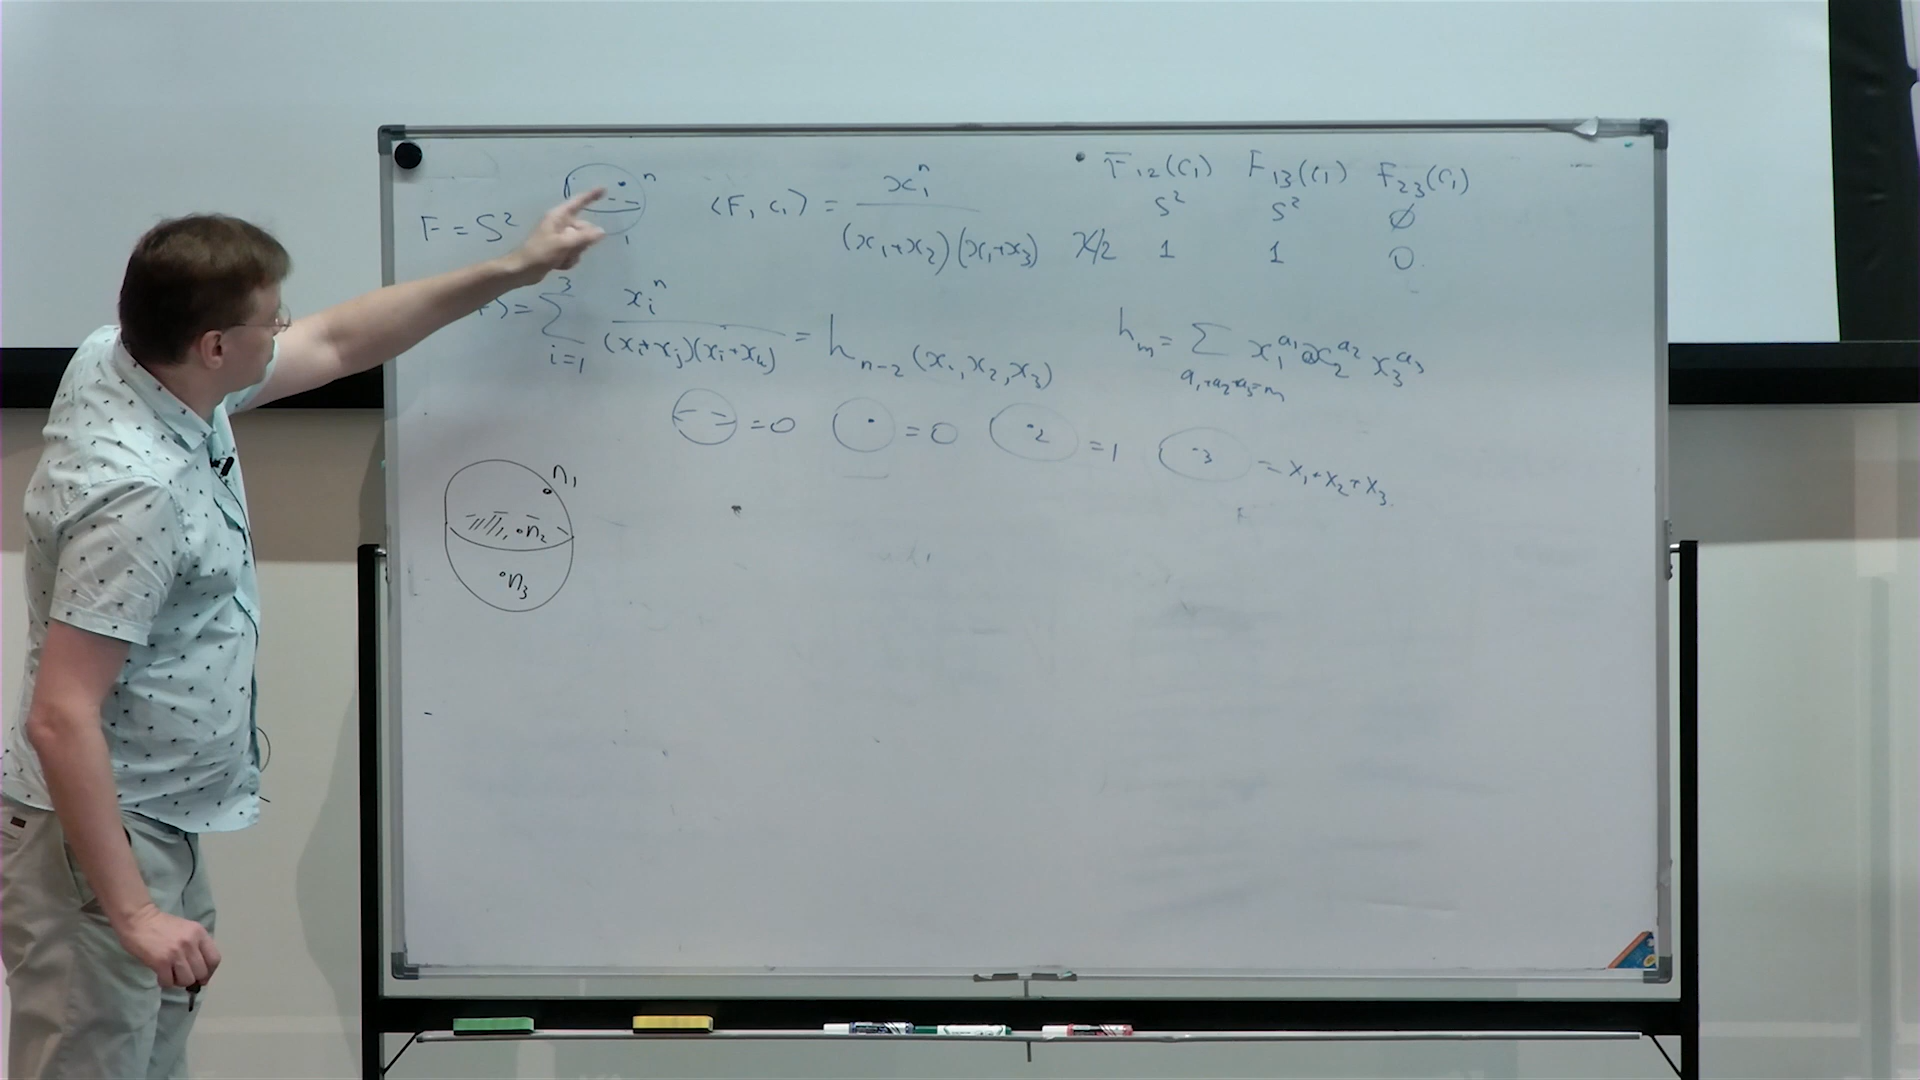 F = S² n ⟨F, c₁⟩ = x₁ⁿ / (x₁+x₂)(x₁+x₃)
• F₁₂(c₁) F₁₃(c₁) F₂₃(c₁)
S² S² ∅
χ/2 1 1 0.
⟩ = ∑_{i=1}^{3} x_iⁿ / (x_i+x_j)(x_i+x_k) = h_{n-2}(x₁, x₂, x₃)
h_m = ∑_{a₁+a₂+a₃=m} x₁^{a₁} x₂^{a₂} x₃^{a₃}
= 0 • = 0 •2 = 1 •3 = x₁+x₂+x₃.
n₁
n₂
n₃